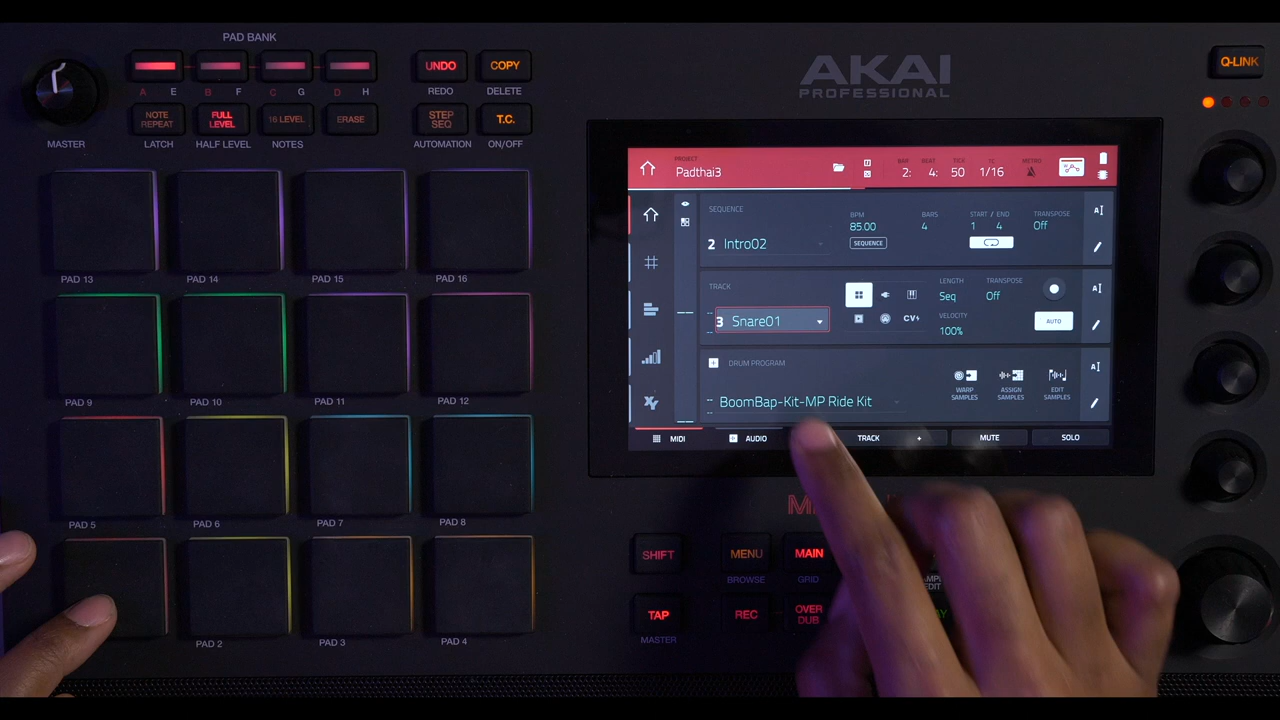 PAD BANK
A E B F C G D H
UNDO COPY
REDO DELETE
NOTE REPEAT FULL LEVEL 16 LEVEL ERASE
STEP SEQ T.C.
MASTER LATCH HALF LEVEL NOTES AUTOMATION ON/OFF
AKAI
PROFESSIONAL
Q-LINK
PROJECT
Padthai3
BAR BEAT TICK TC METRO
2: 4: 50 1/16
SEQUENCE
2 Intro02
BPM BARS START / END TRANSPOSE
85.00 4 1 4 Off
SEQUENCE
TRACK
3 Snare01
LENGTH TRANSPOSE
Seq Off
CV
VELOCITY
100%
AUTO
DRUM PROGRAM
BoomBap-Kit-MP Ride Kit
WARP SAMPLES ASSIGN SAMPLES EDIT SAMPLES
MIDI AUDIO TRACK + MUTE SOLO
PAD 13 PAD 14 PAD 15 PAD 16
PAD 9 PAD 10 PAD 11 PAD 12
PAD 5 PAD 6 PAD 7 PAD 8
PAD 2 PAD 3 PAD 4
SHIFT MENU MAIN
BROWSE GRID
TAP REC OVER DUB
MASTER